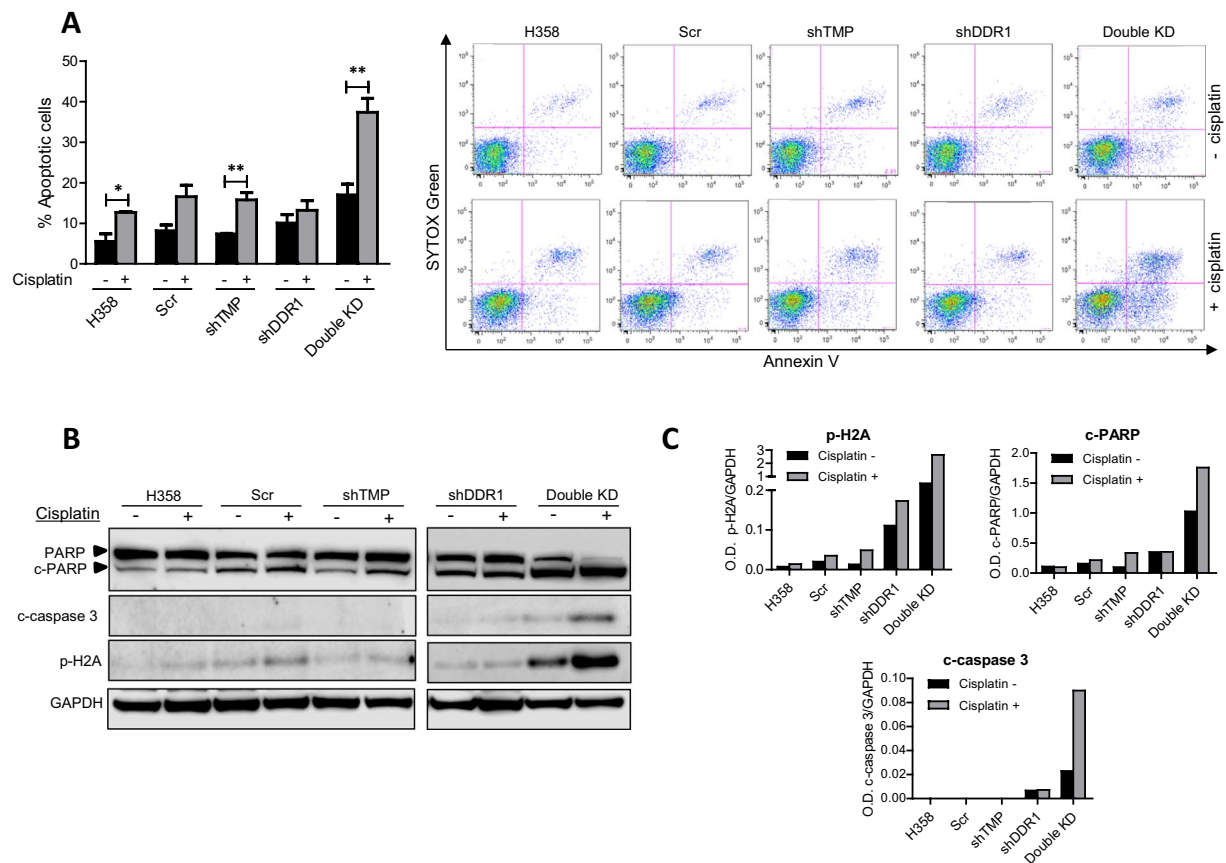 A
% Apoptotic cells
50
40
30
20
10
0
* ** **
Cisplatin - + - + - + - + - +
H358 Scr shTMP shDDR1 Double KD
H358 Scr shTMP shDDR1 Double KD
SYTOX Green
- cisplatin
+ cisplatin
Annexin V
B
H358 Scr shTMP shDDR1 Double KD
Cisplatin - + - + - + - + - +
PARP
c-PARP
c-caspase 3
p-H2A
GAPDH
C
p-H2A
O.D. p-H2A/GAPDH
3
2
1
0.2
0.1
0.0
Cisplatin -
Cisplatin +
H358 Scr shTMP shDDR1 Double KD
c-PARP
O.D. c-PARP/GAPDH
2.0
1.5
1.0
0.5
0.0
Cisplatin -
Cisplatin +
H358 Scr shTMP shDDR1 Double KD
c-caspase 3
O.D. c-caspase 3/GAPDH
0.10
0.08
0.06
0.04
0.02
0.00
Cisplatin -
Cisplatin +
H358 Scr shTMP shDDR1 Double KD